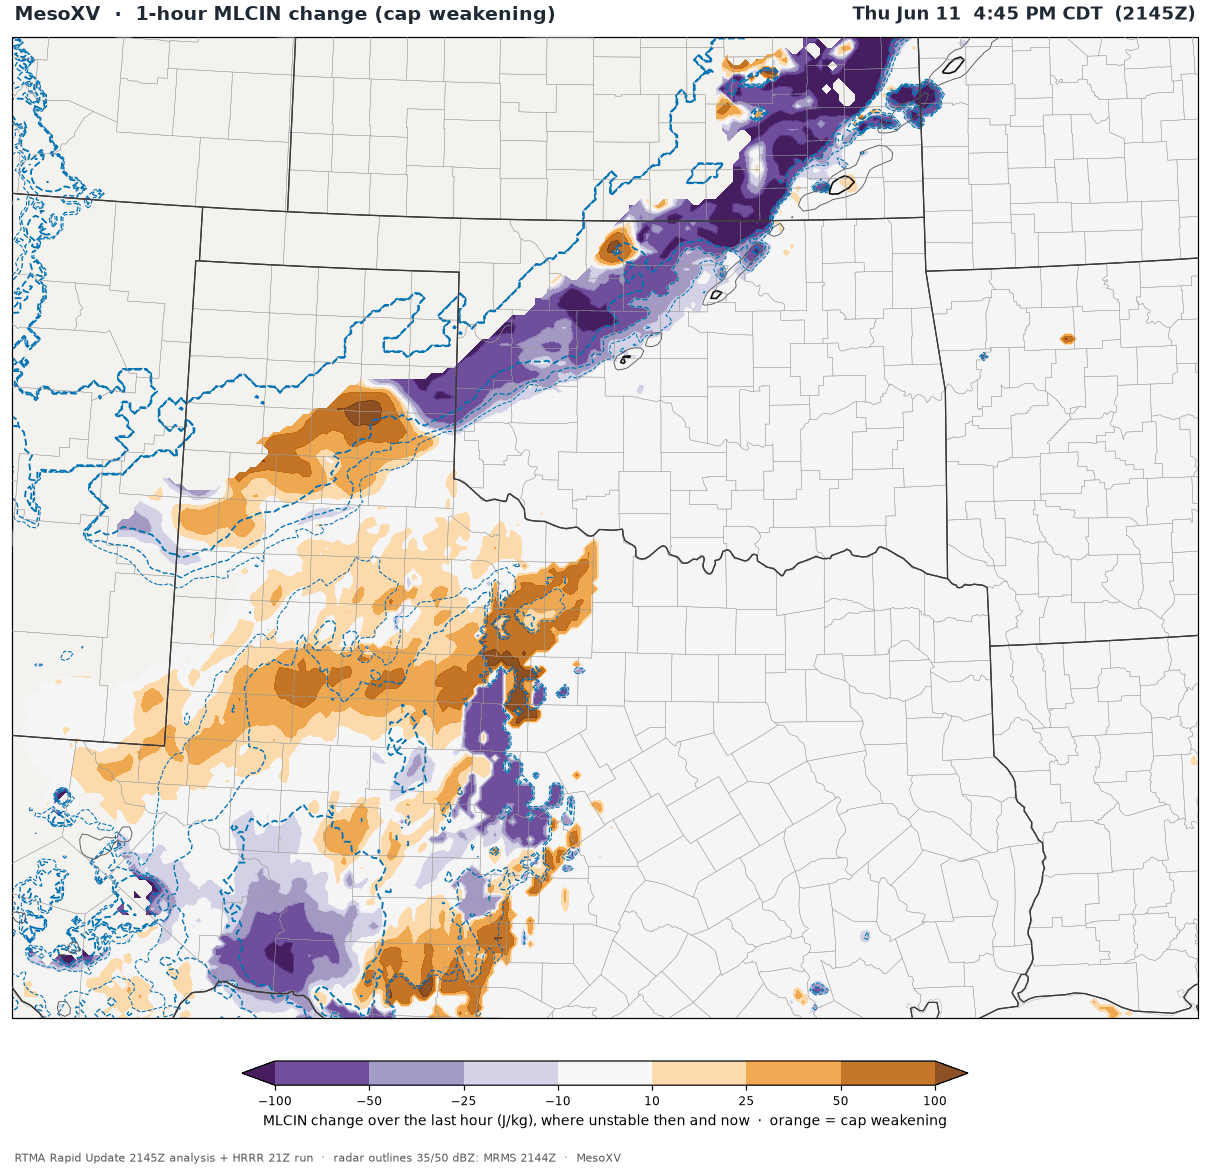 MesoXV · 1-hour MLCIN change (cap weakening)
Thu Jun 11 4:45 PM CDT (2145Z)
−100 −50 −25 −10 10 25 50 100
MLCIN change over the last hour (J/kg), where unstable then and now · orange = cap weakening
RTMA Rapid Update 2145Z analysis + HRRR 21Z run · radar outlines 35/50 dBZ: MRMS 2144Z · MesoXV